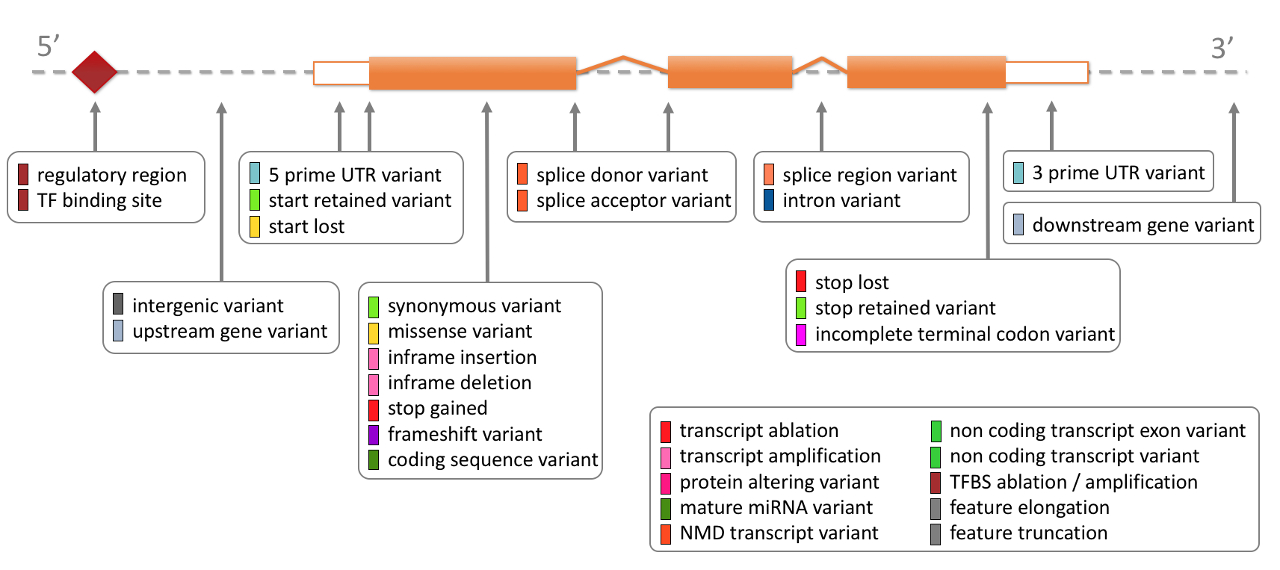 5’
3’
regulatory region
TF binding site
5 prime UTR variant
start retained variant
start lost
splice donor variant
splice acceptor variant
splice region variant
intron variant
3 prime UTR variant
downstream gene variant
intergenic variant
upstream gene variant
synonymous variant
missense variant
inframe insertion
inframe deletion
stop gained
frameshift variant
coding sequence variant
stop lost
stop retained variant
incomplete terminal codon variant
transcript ablation
transcript amplification
protein altering variant
mature miRNA variant
NMD transcript variant
non coding transcript exon variant
non coding transcript variant
TFBS ablation / amplification
feature elongation
feature truncation